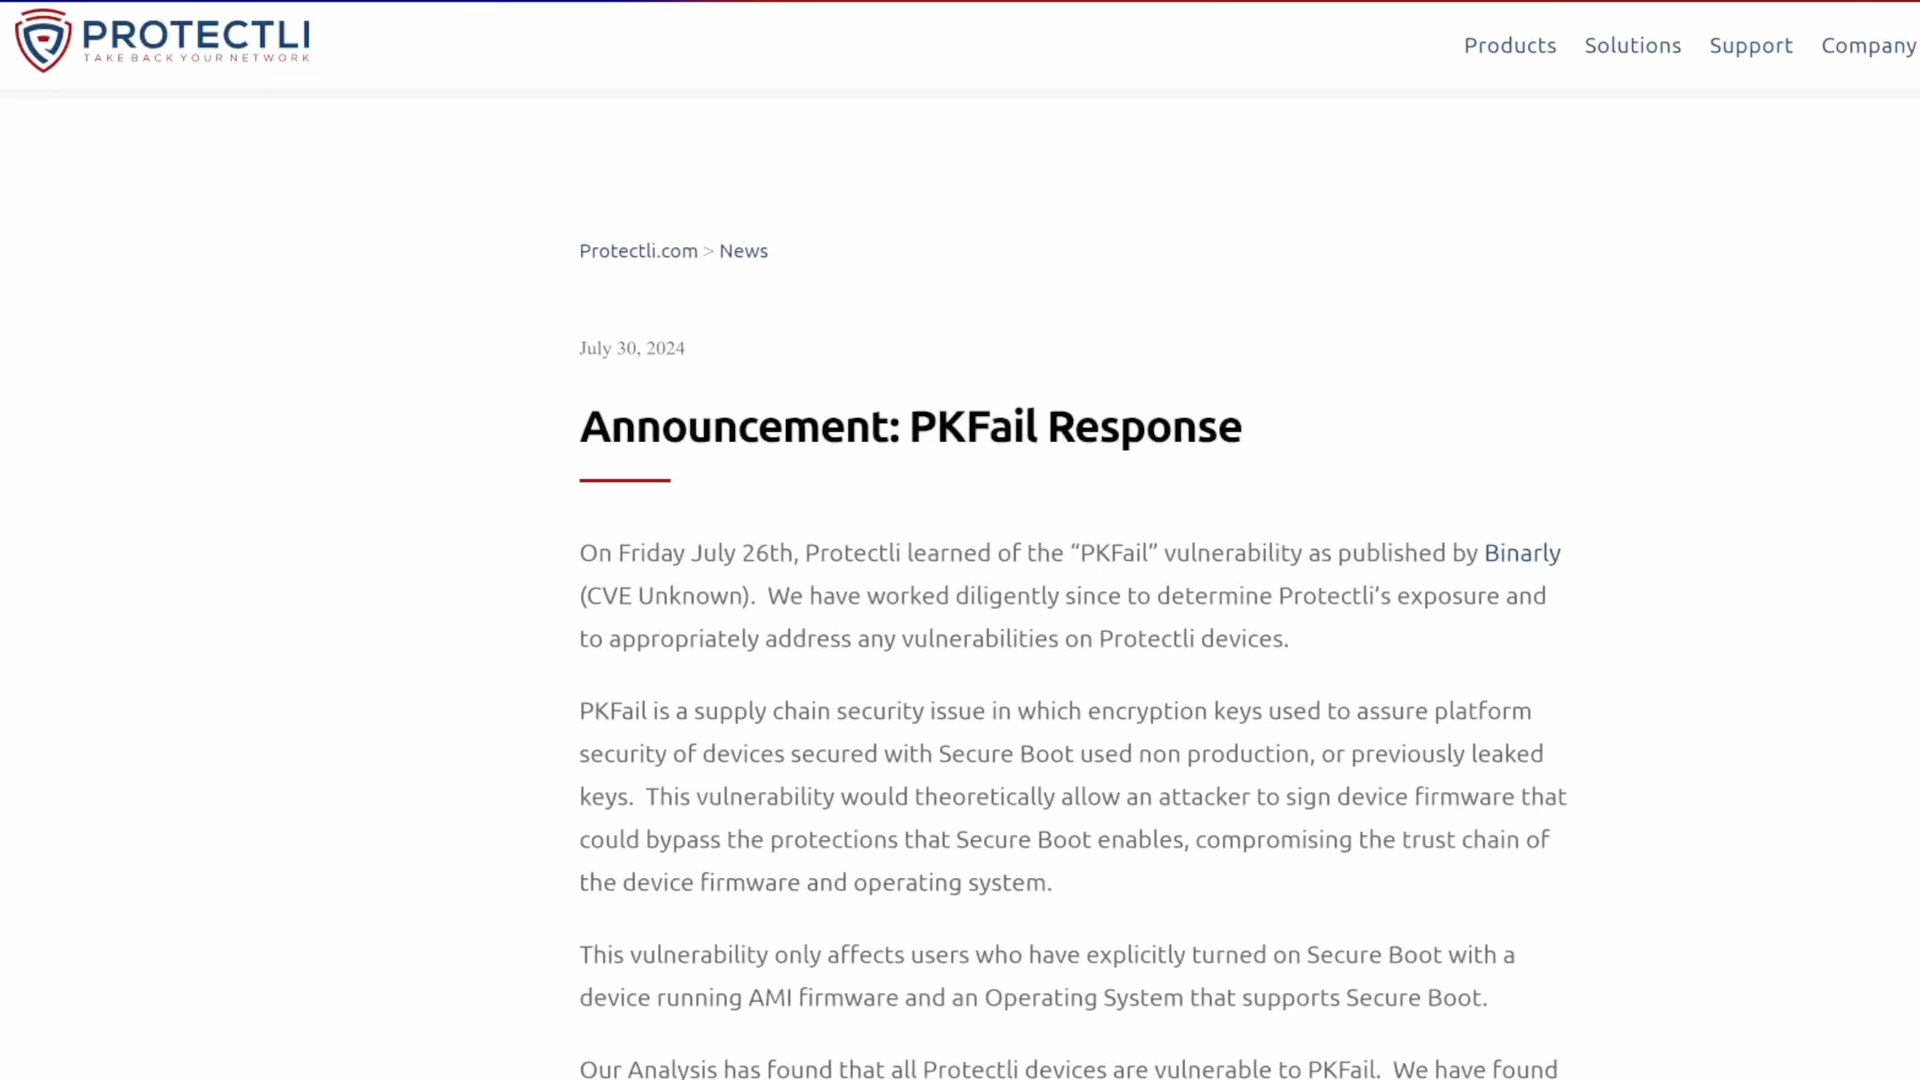 PROTECTLI
TAKE BACK YOUR NETWORK
Products Solutions Support Company
Protectli.com > News
July 30, 2024
Announcement: PKFail Response
On Friday July 26th, Protectli learned of the “PKFail” vulnerability as published by Binarly
(CVE Unknown).  We have worked diligently since to determine Protectli’s exposure and
to appropriately address any vulnerabilities on Protectli devices.
PKFail is a supply chain security issue in which encryption keys used to assure platform
security of devices secured with Secure Boot used non production, or previously leaked
keys.  This vulnerability would theoretically allow an attacker to sign device firmware that
could bypass the protections that Secure Boot enables, compromising the trust chain of
the device firmware and operating system.
This vulnerability only affects users who have explicitly turned on Secure Boot with a
device running AMI firmware and an Operating System that supports Secure Boot.
Our Analysis has found that all Protectli devices are vulnerable to PKFail.  We have found